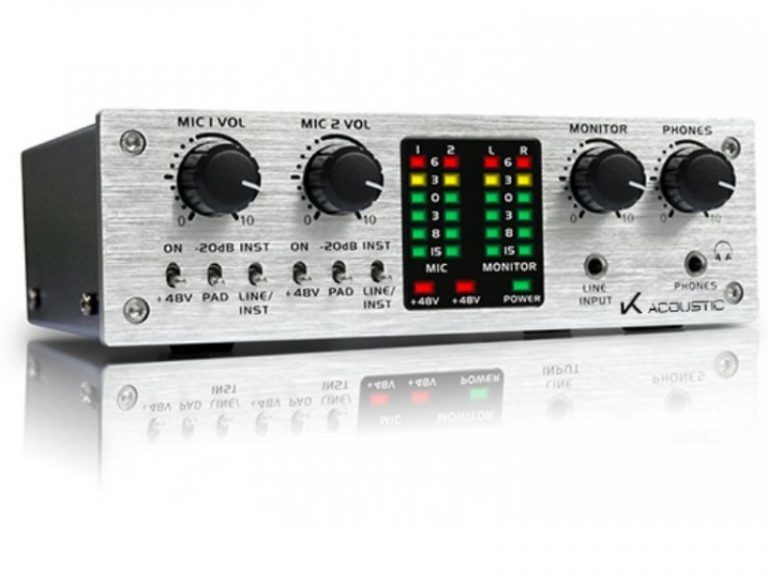 MIC 1 VOL
MIC 2 VOL
MONITOR
PHONES
0 10
0 10
0 10
0 10
1 2
L R
6 6
3 3
0 0
3 3
8 8
15 15
MIC
MONITOR
+48V
+48V
POWER
ON -20dB INST
+48V PAD LINE/
INST
ON -20dB INST
+48V PAD LINE/
INST
LINE
INPUT
PHONES
K ACOUSTIC